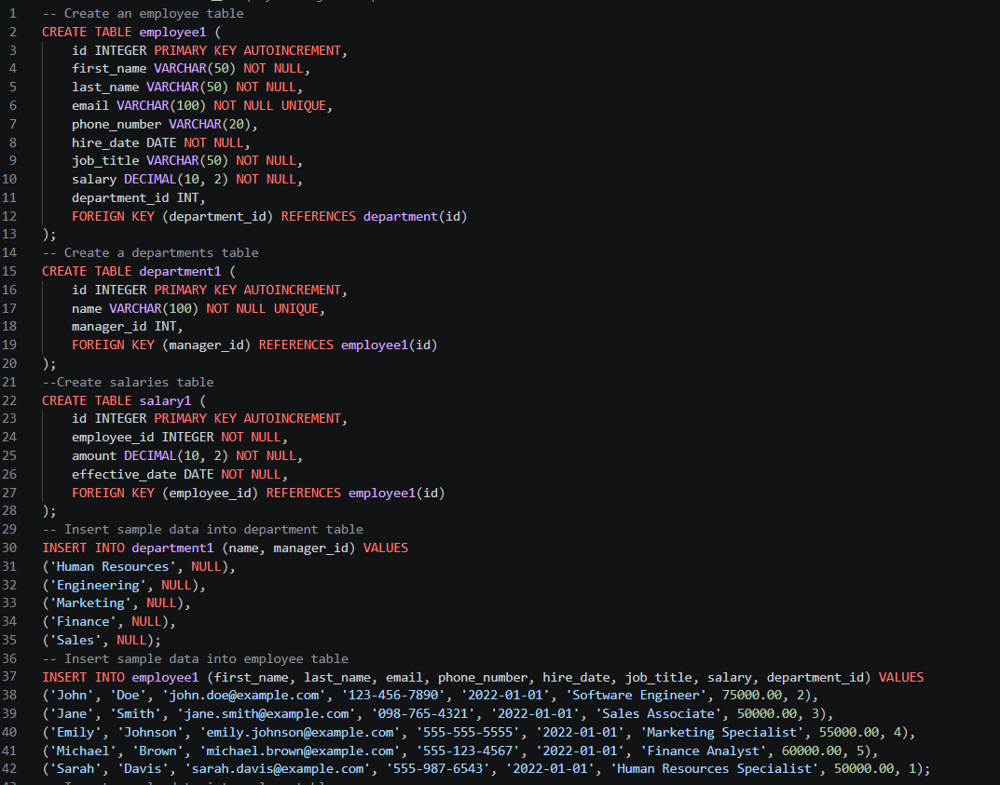 1 -- Create an employee table
2 CREATE TABLE employee1 (
3 id INTEGER PRIMARY KEY AUTOINCREMENT,
4 first_name VARCHAR(50) NOT NULL,
5 last_name VARCHAR(50) NOT NULL,
6 email VARCHAR(100) NOT NULL UNIQUE,
7 phone_number VARCHAR(20),
8 hire_date DATE NOT NULL,
9 job_title VARCHAR(50) NOT NULL,
10 salary DECIMAL(10, 2) NOT NULL,
11 department_id INT,
12 FOREIGN KEY (department_id) REFERENCES department(id)
13 );
14 -- Create a departments table
15 CREATE TABLE department1 (
16 id INTEGER PRIMARY KEY AUTOINCREMENT,
17 name VARCHAR(100) NOT NULL UNIQUE,
18 manager_id INT,
19 FOREIGN KEY (manager_id) REFERENCES employee1(id)
20 );
21 --Create salaries table
22 CREATE TABLE salary1 (
23 id INTEGER PRIMARY KEY AUTOINCREMENT,
24 employee_id INTEGER NOT NULL,
25 amount DECIMAL(10, 2) NOT NULL,
26 effective_date DATE NOT NULL,
27 FOREIGN KEY (employee_id) REFERENCES employee1(id)
28 );
29 -- Insert sample data into department table
30 INSERT INTO department1 (name, manager_id) VALUES
31 ('Human Resources', NULL),
32 ('Engineering', NULL),
33 ('Marketing', NULL),
34 ('Finance', NULL),
35 ('Sales', NULL);
36 -- Insert sample data into employee table
37 INSERT INTO employee1 (first_name, last_name, email, phone_number, hire_date, job_title, salary, department_id) VALUES
38 ('John', 'Doe', 'john.doe@example.com', '123-456-7890', '2022-01-01', 'Software Engineer', 75000.00, 2),
39 ('Jane', 'Smith', 'jane.smith@example.com', '098-765-4321', '2022-01-01', 'Sales Associate', 50000.00, 3),
40 ('Emily', 'Johnson', 'emily.johnson@example.com', '555-555-5555', '2022-01-01', 'Marketing Specialist', 55000.00, 4),
41 ('Michael', 'Brown', 'michael.brown@example.com', '555-123-4567', '2022-01-01', 'Finance Analyst', 60000.00, 5),
42 ('Sarah', 'Davis', 'sarah.davis@example.com', '555-987-6543', '2022-01-01', 'Human Resources Specialist', 50000.00, 1);